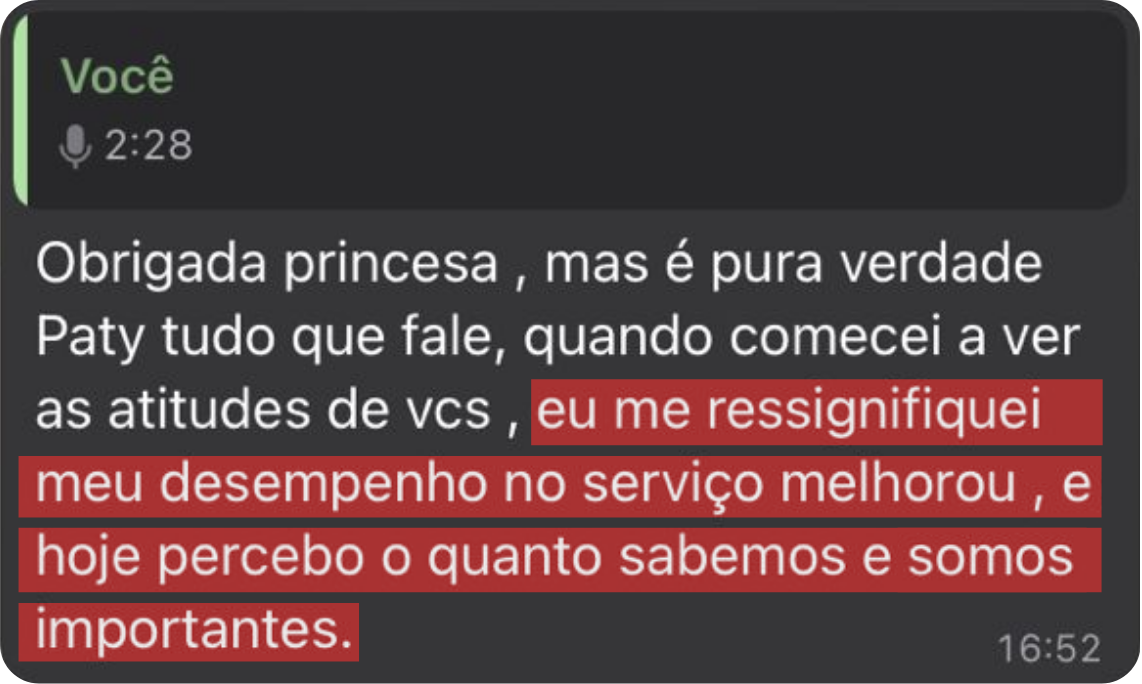 Você
2:28
Obrigada princesa , mas é pura verdade
Paty tudo que fale, quando comecei a ver
as atitudes de vcs , eu me ressignifiquei
meu desempenho no serviço melhorou , e
hoje percebo o quanto sabemos e somos
importantes.
16:52